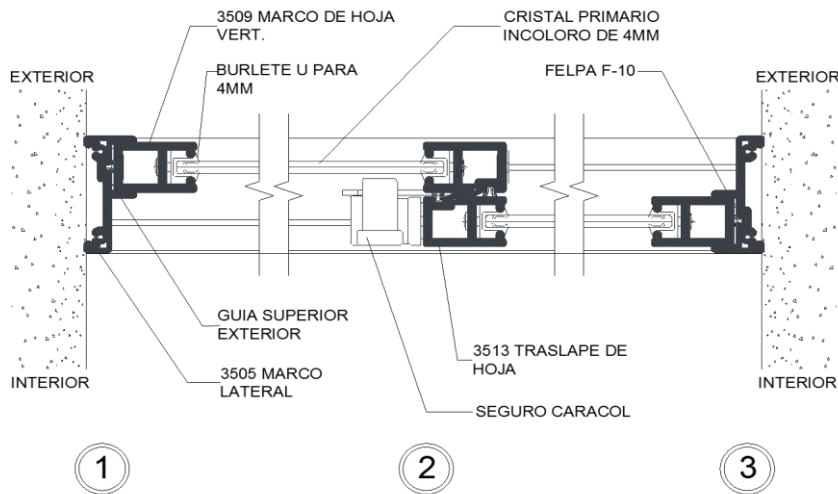 3509 MARCO DE HOJA
VERT.
CRISTAL PRIMARIO
INCOLORO DE 4MM
EXTERIOR
BURLETE U PARA
4MM
FELPA F-10
EXTERIOR
GUIA SUPERIOR
EXTERIOR
INTERIOR
3505 MARCO
LATERAL
3513 TRASLAPE DE
HOJA
INTERIOR
SEGURO CARACOL
1
2
3